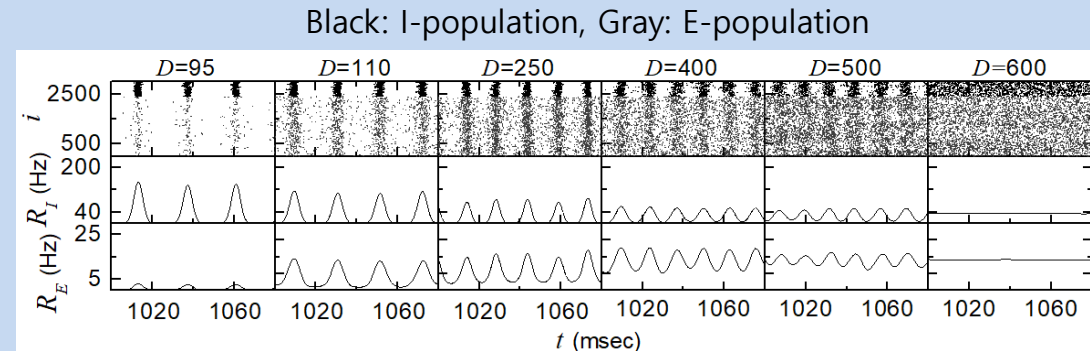 Black: I-population, Gray: E-population
D=95 D=110 D=250 D=400 D=500 D=600
2500
i
500
200
R_I (Hz)
40
25
R_E (Hz)
5
1020 1060 1020 1060 1020 1060 1020 1060 1020 1060 1020 1060
t (msec)